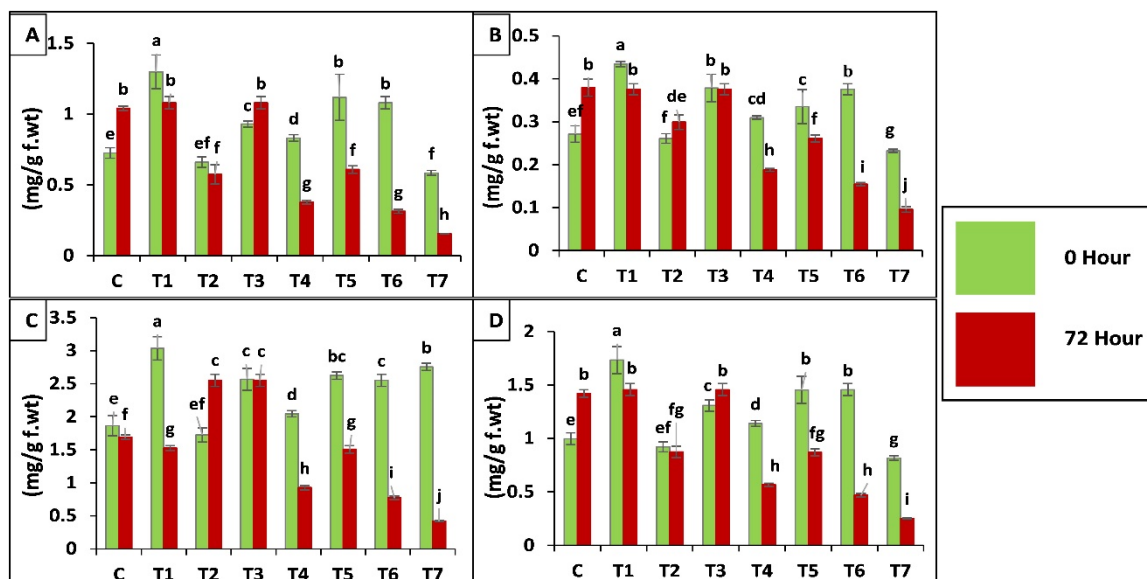 A
(mg/g f.wt)
1.5
1
0.5
0
e b a b ef f c b d g b f b g f h
C T1 T2 T3 T4 T5 T6 T7
B
(mg/g f.wt)
0.5
0.4
0.3
0.2
0.1
0
ef b a b f de b b cd h c f b i g j
C T1 T2 T3 T4 T5 T6 T7
C
(mg/g f.wt)
3.5
3
2.5
2
1.5
1
0.5
0
e f a g ef c c c d h bc g b i b j
C T1 T2 T3 T4 T5 T6 T7
D
(mg/g f.wt)
2
1.5
1
0.5
0
e b a b ef fg c b d h b fg b h g i
C T1 T2 T3 T4 T5 T6 T7
0 Hour
72 Hour